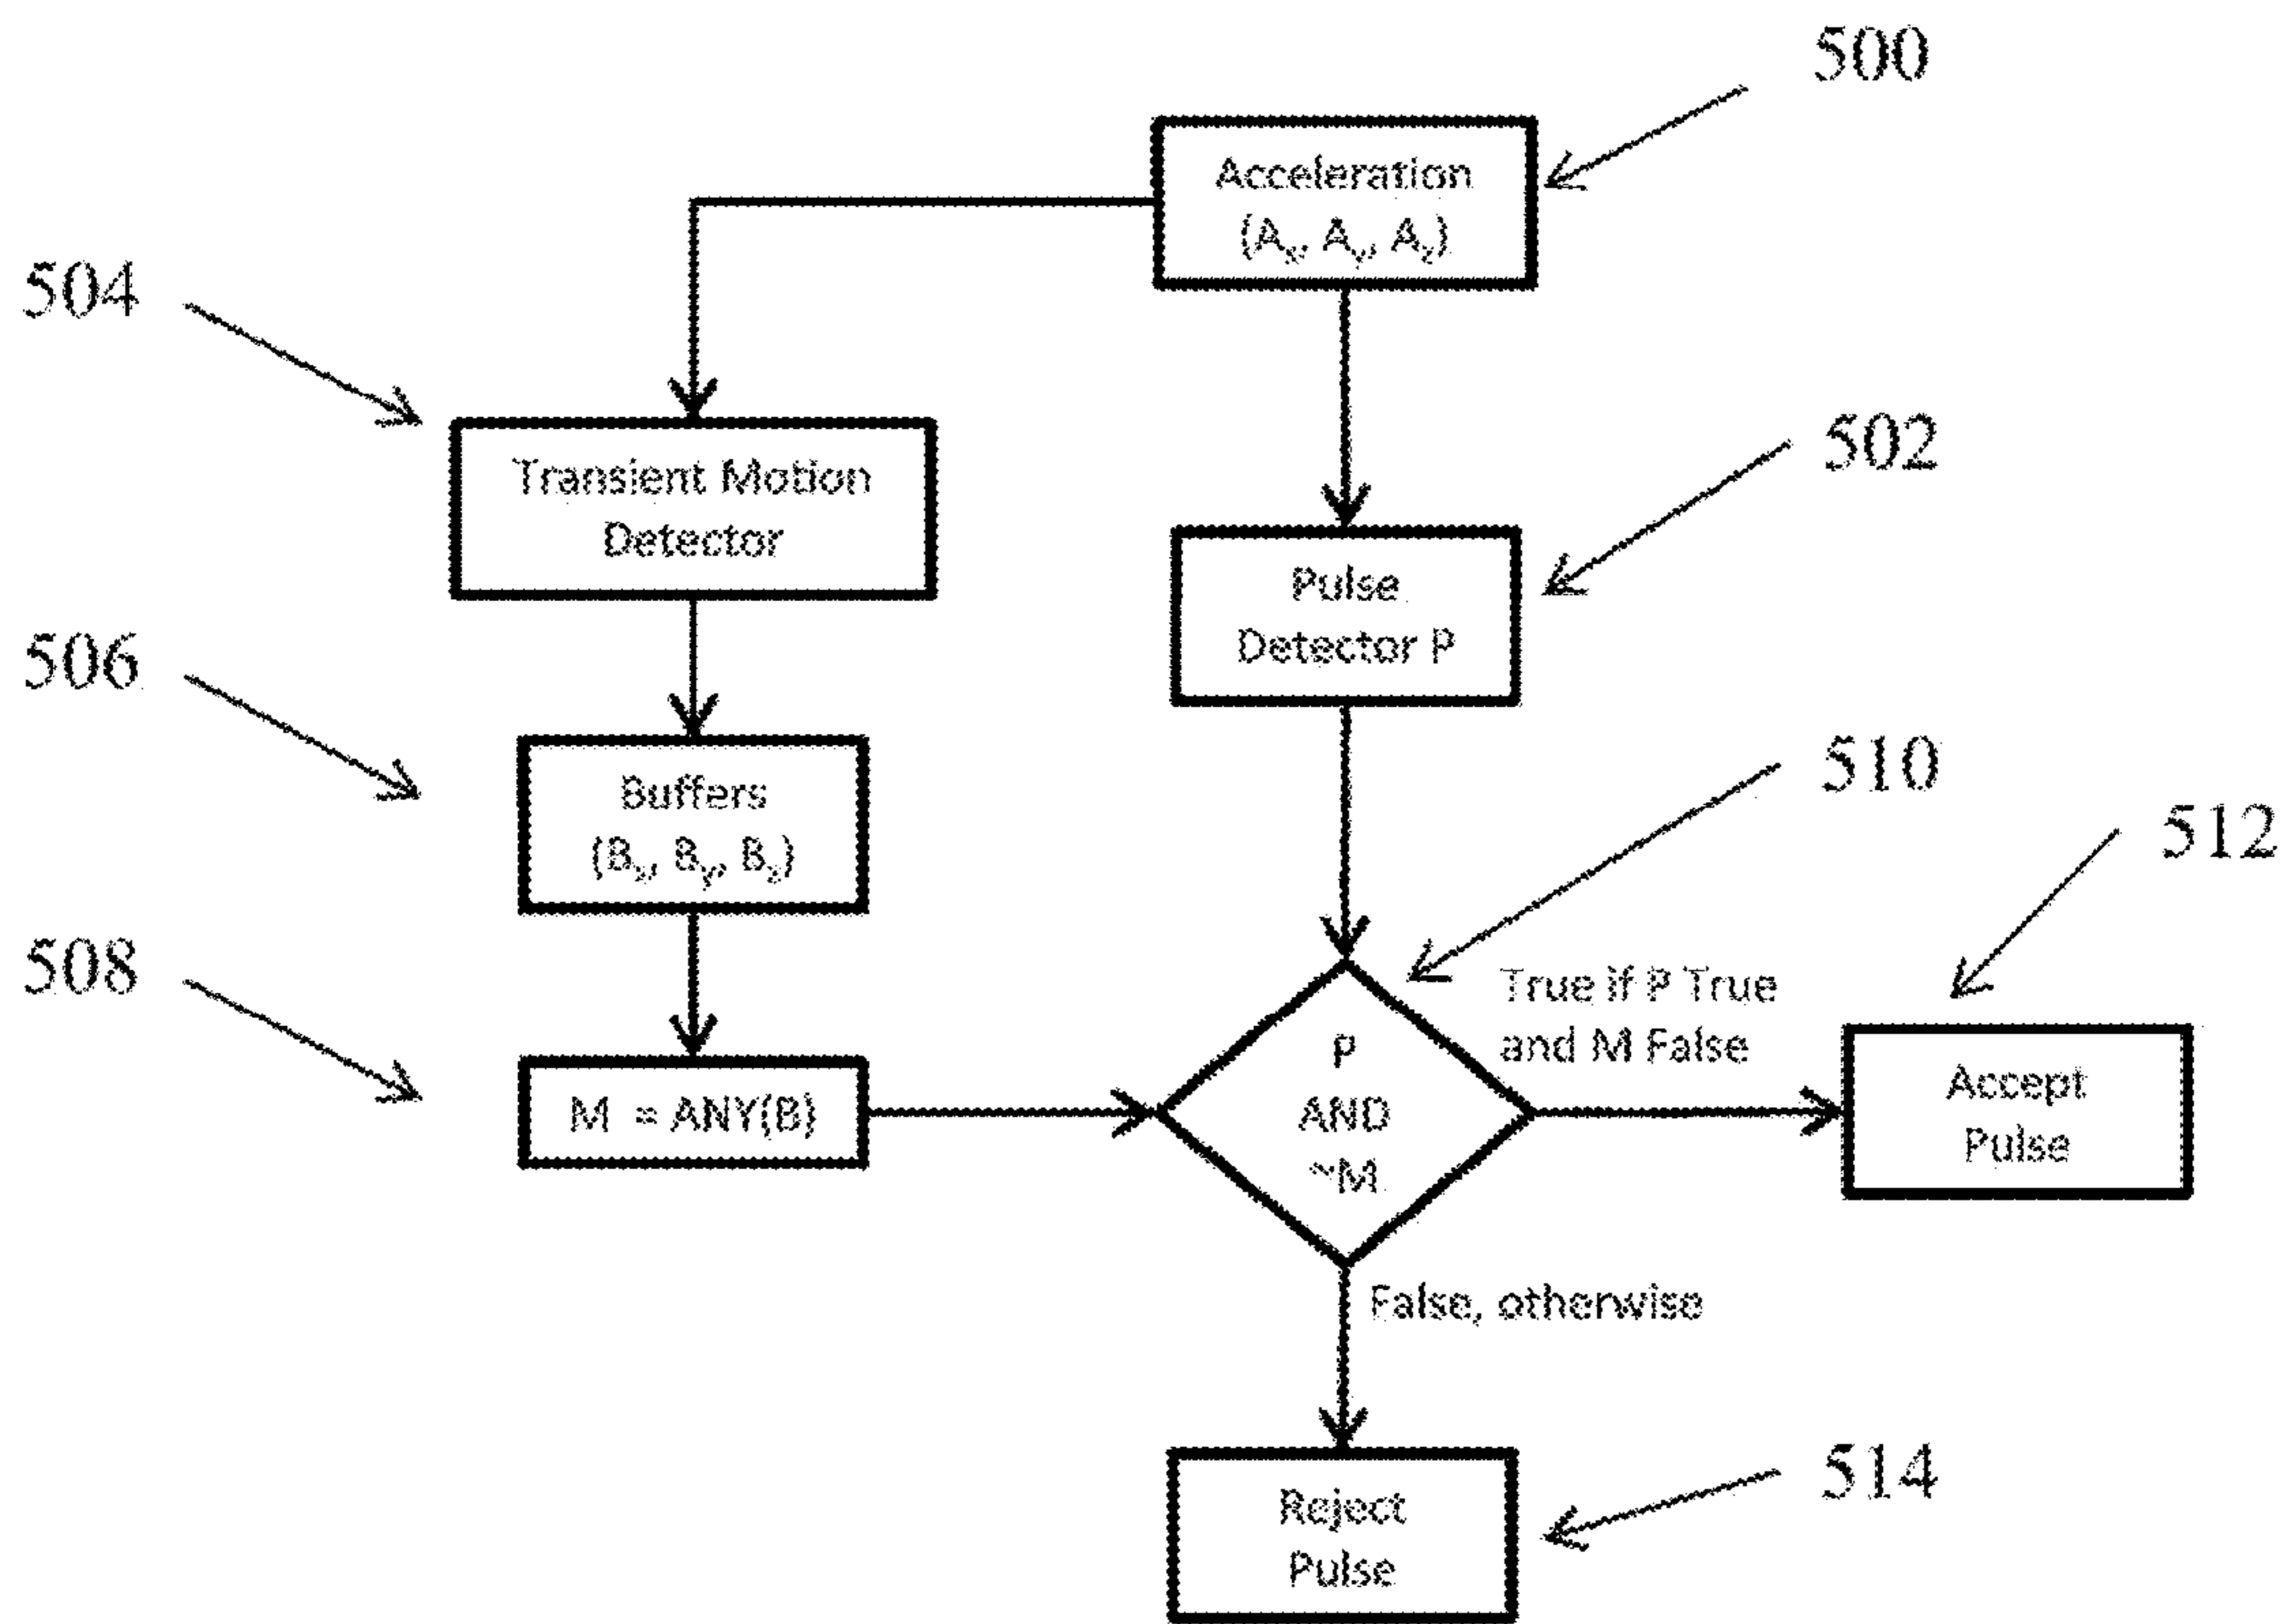 500
Acceleration
(Ax, Ay, Az)
504
Transient Motion
Detector
502
Pulse
Detector P
506
Buffers
(Bx, By, Bz)
510
512
508
M = ANY(B)
P
AND
~M
True if P True
and M False
Accept
Pulse
False, otherwise
514
Reject
Pulse